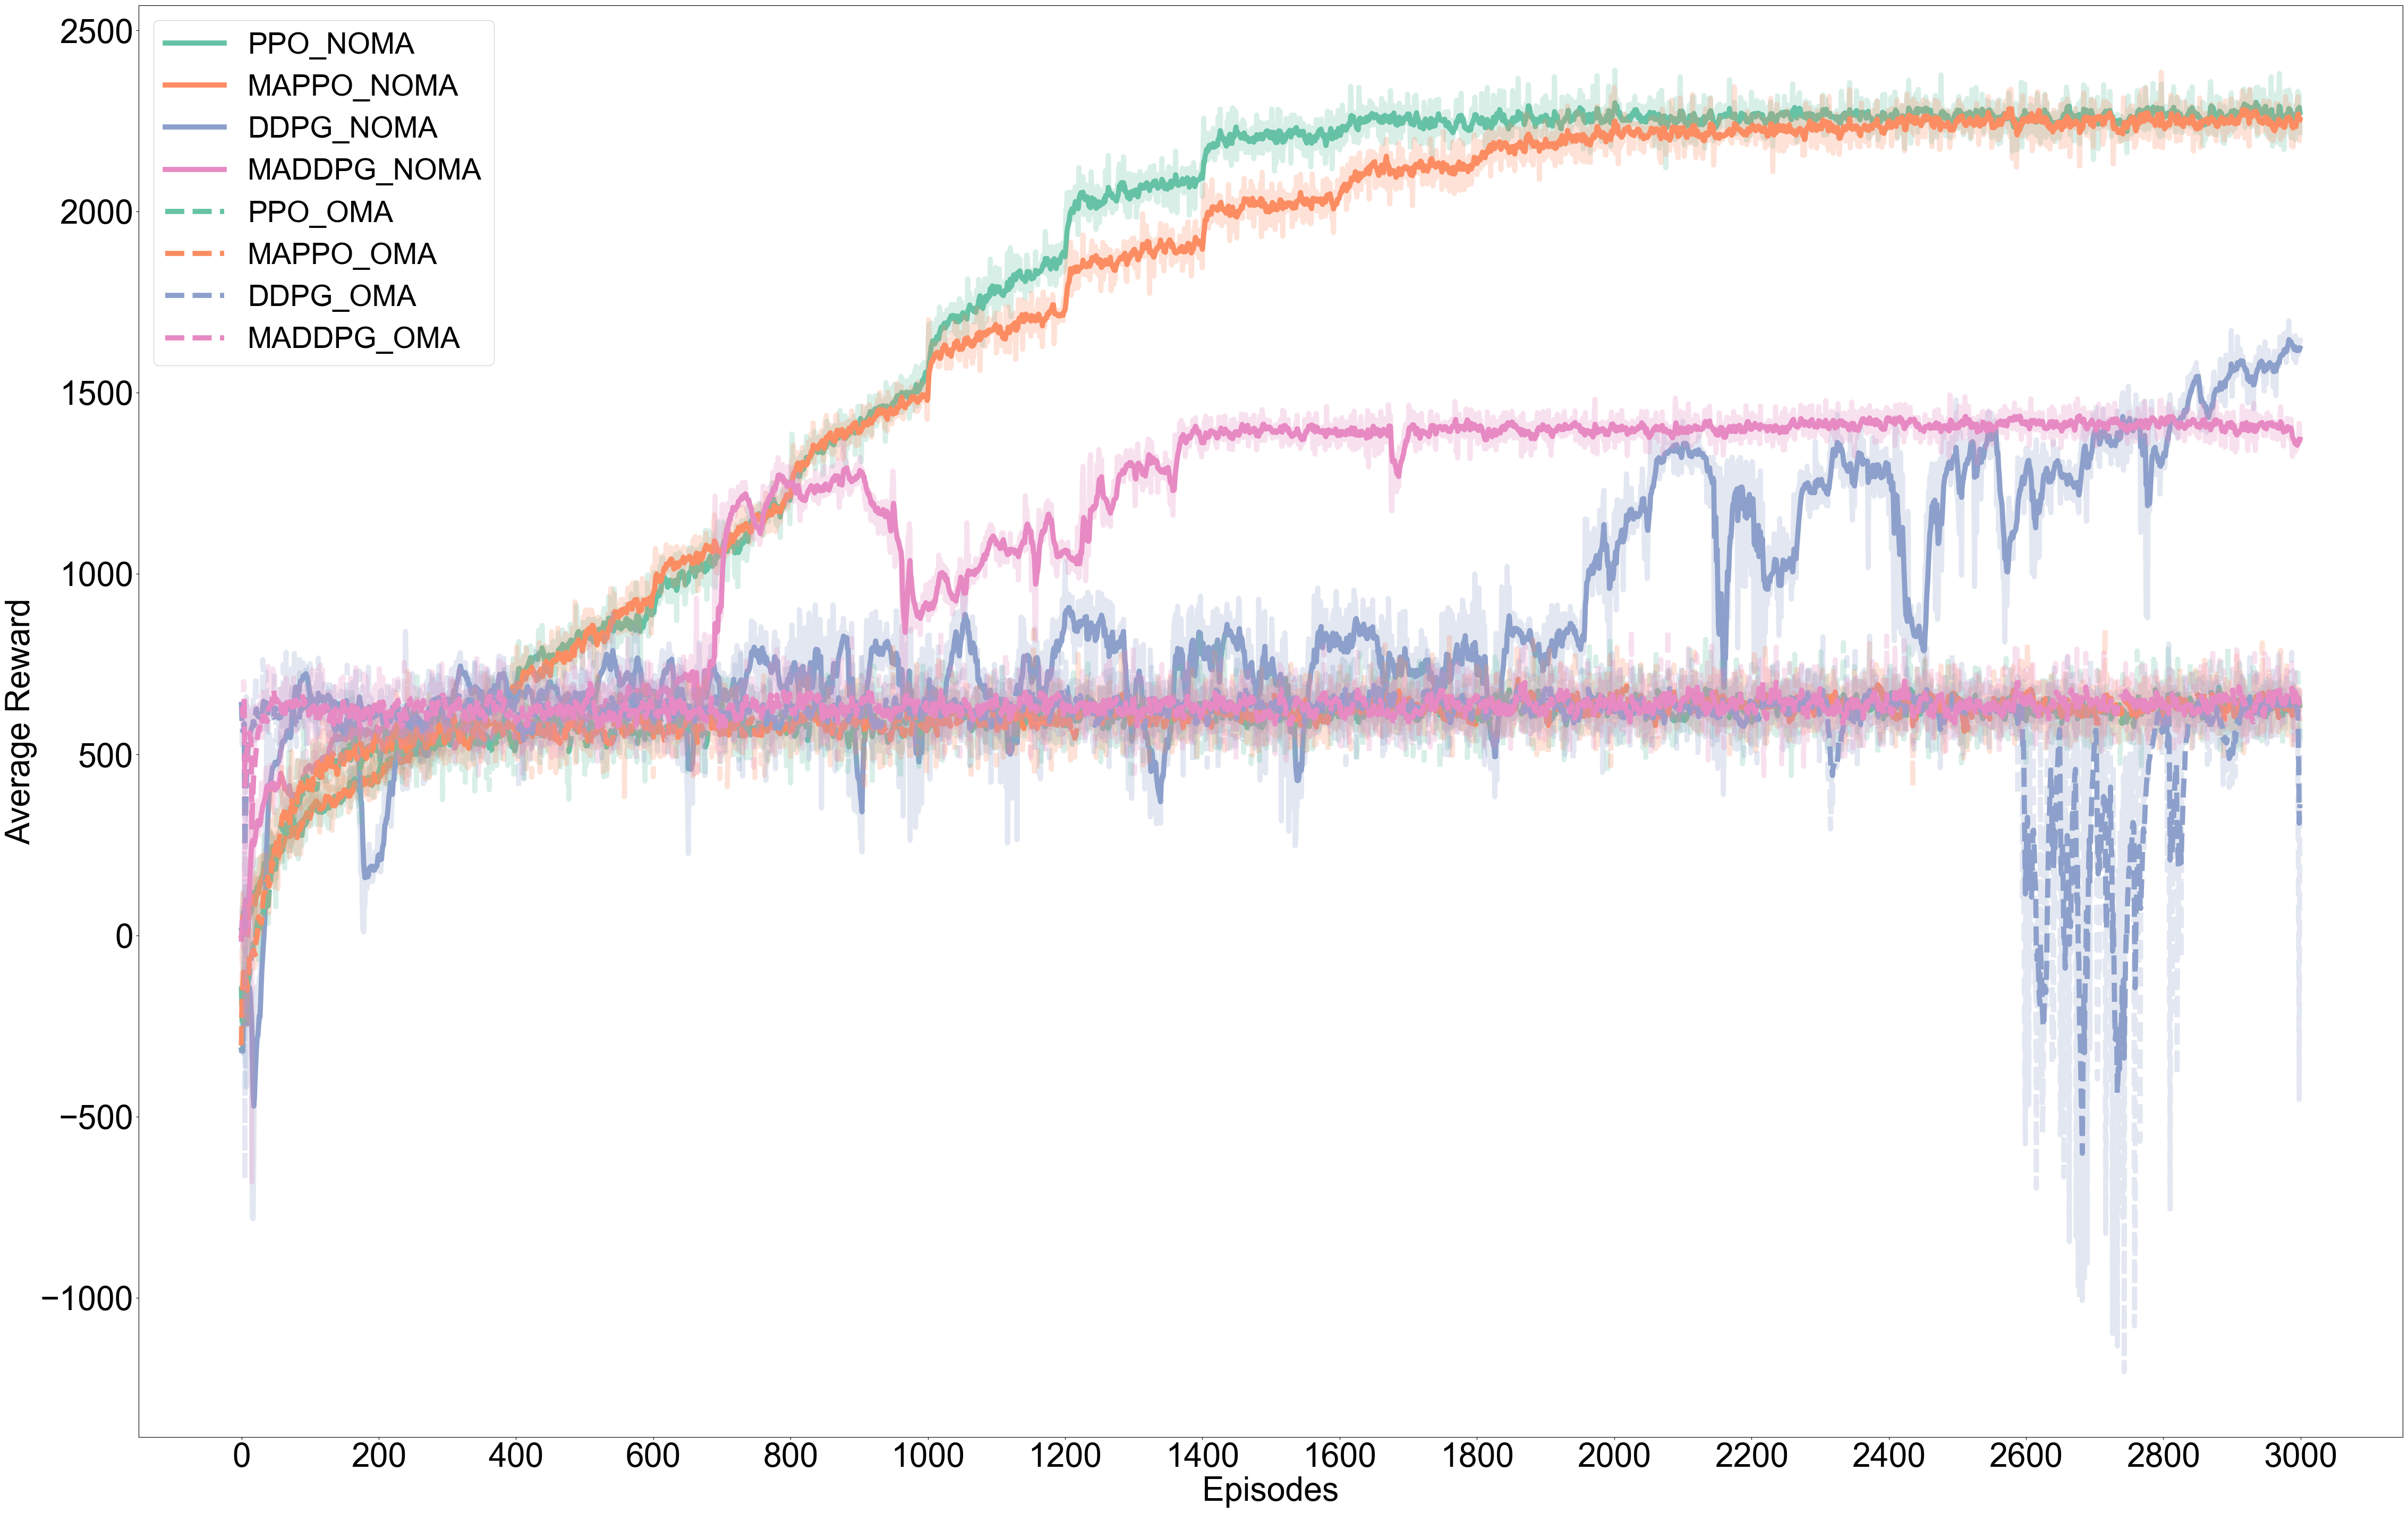 2500
2000
1500
1000
500
0
−500
−1000
Average Reward
PPO_NOMA
MAPPO_NOMA
DDPG_NOMA
MADDPG_NOMA
PPO_OMA
MAPPO_OMA
DDPG_OMA
MADDPG_OMA
0 200 400 600 800 1000 1200 1400 1600 1800 2000 2200 2400 2600 2800 3000
Episodes